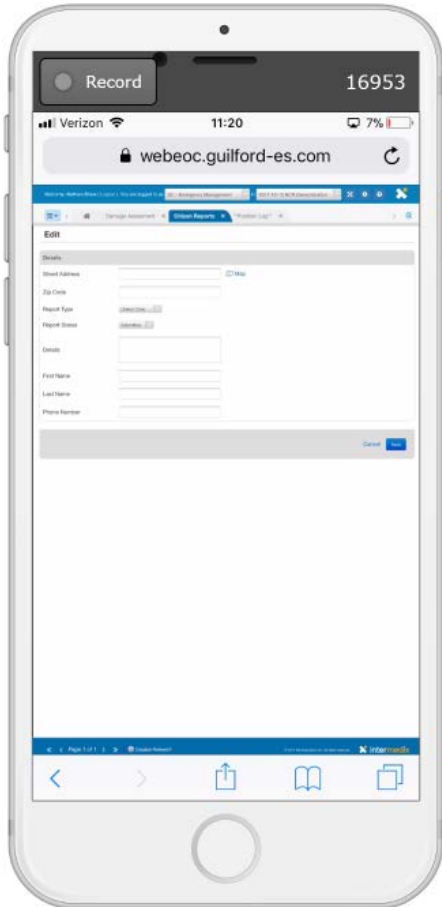 Record 16953
Verizon 11:20 7%
webeoc.guilford-es.com
Damage Assessment Citizen Reports "Position Log"
Edit
Details
Street Address Map
Zip Code
Report Type
Report Status
Details
First Name
Last Name
Phone Number
Cancel Save
Page 1 of 1 intermedix